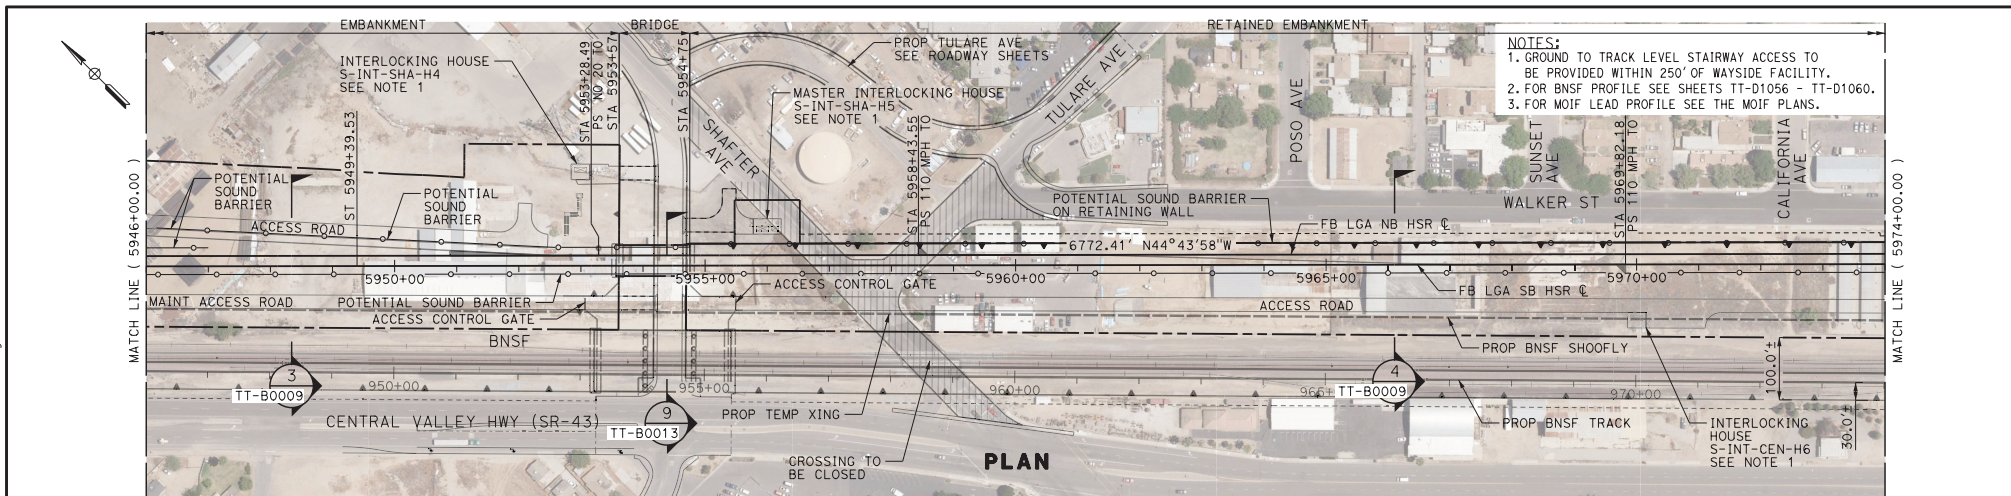 EMBANKMENT
BRIDGE
RETAINED EMBANKMENT
NOTES:
1. GROUND TO TRACK LEVEL STAIRWAY ACCESS TO
BE PROVIDED WITHIN 250' OF WAYSIDE FACILITY.
2. FOR BNSF PROFILE SEE SHEETS TT-D1056 - TT-D1060.
3. FOR MOIF LEAD PROFILE SEE THE MOIF PLANS.
INTERLOCKING HOUSE
S-INT-SHA-H4
SEE NOTE 1
STA 5953+28.49
PS NO 20 TO
STA 5953+57
STA 5954+75
PROP TULARE AVE
SEE ROADWAY SHEETS
MASTER INTERLOCKING HOUSE
S-INT-SHA-H5
SEE NOTE 1
TULARE AVE
SHAFTER
AVE
POSO AVE
SUNSET
AVE
CALIFORNIA
AVE
WALKER ST
ST 5949+39.53
STA 5958+43.55
PS 110 MPH TO
STA 5969+82.18
PS 110 MPH TO
MATCH LINE ( 5946+00.00 )
MATCH LINE ( 5974+00.00 )
POTENTIAL
SOUND
BARRIER
POTENTIAL
SOUND
BARRIER
ACCESS ROAD
POTENTIAL SOUND BARRIER
ON RETAINING WALL
FB LGA NB HSR ℄
6772.41' N44°43'58"W
5950+00
5955+00
5960+00
5965+00
5970+00
MAINT ACCESS ROAD
POTENTIAL SOUND BARRIER
ACCESS CONTROL GATE
ACCESS CONTROL GATE
FB LGA SB HSR ℄
ACCESS ROAD
BNSF
PROP BNSF SHOOFLY
100.0'±
3
TT-B0009
950+00
955+00
960+00
965+
970+00
4
TT-B0009
9
TT-B0013
CENTRAL VALLEY HWY (SR-43)
PROP TEMP XING
CROSSING TO
BE CLOSED
PROP BNSF TRACK
INTERLOCKING
HOUSE
S-INT-CEN-H6
SEE NOTE 1
30.0'±
PLAN